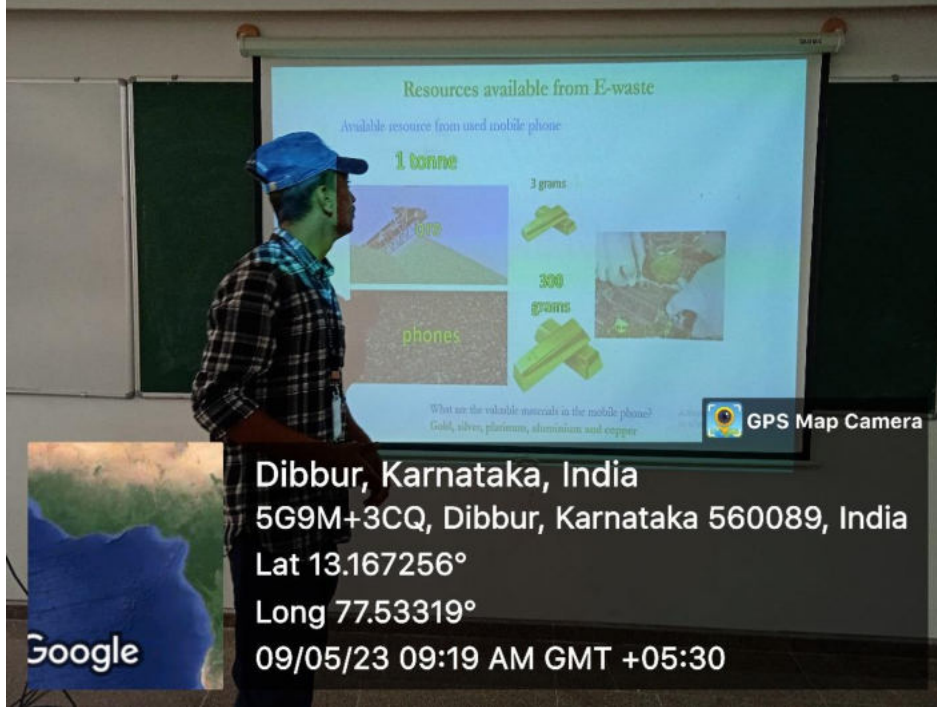 Resources available from E-waste
Available resource from used mobile phone
1 tonne
3 grams
ore
300
grams
phones
What are the valuable materials in the mobile phone?
Gold, silver, platinum, aluminium and copper
GPS Map Camera
Dibbur, Karnataka, India
5G9M+3CQ, Dibbur, Karnataka 560089, India
Lat 13.167256°
Long 77.53319°
09/05/23 09:19 AM GMT +05:30
Google